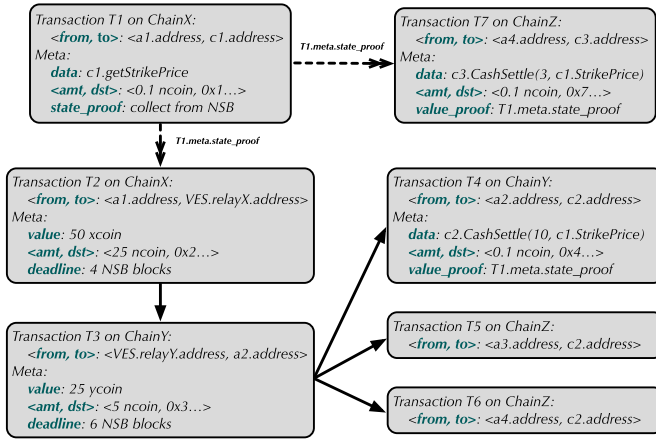 Transaction T1 on ChainX:
<from, to>: <a1.address, c1.address>
Meta:
data: c1.getStrikePrice
<amt, dst>: <0.1 ncoin, 0x1...>
state_proof: collect from NSB
T1.meta.state_proof
Transaction T7 on ChainZ:
<from, to>: <a4.address, c3.address>
Meta:
data: c3.CashSettle(3, c1.StrikePrice)
<amt, dst>: <0.1 ncoin, 0x7...>
value_proof: T1.meta.state_proof
T1.meta.state_proof
Transaction T2 on ChainX:
<from, to>: <a1.address, VES.relayX.address>
Meta:
value: 50 xcoin
<amt, dst>: <25 ncoin, 0x2...>
deadline: 4 NSB blocks
Transaction T4 on ChainY:
<from, to>: <a2.address, c2.address>
Meta:
data: c2.CashSettle(10, c1.StrikePrice)
<amt, dst>: <0.1 ncoin, 0x4...>
value_proof: T1.meta.state_proof
Transaction T3 on ChainY:
<from, to>: <VES.relayY.address, a2.address>
Meta:
value: 25 ycoin
<amt, dst>: <5 ncoin, 0x3...>
deadline: 6 NSB blocks
Transaction T5 on ChainZ:
<from, to>: <a3.address, c2.address>
Transaction T6 on ChainZ:
<from, to>: <a4.address, c2.address>